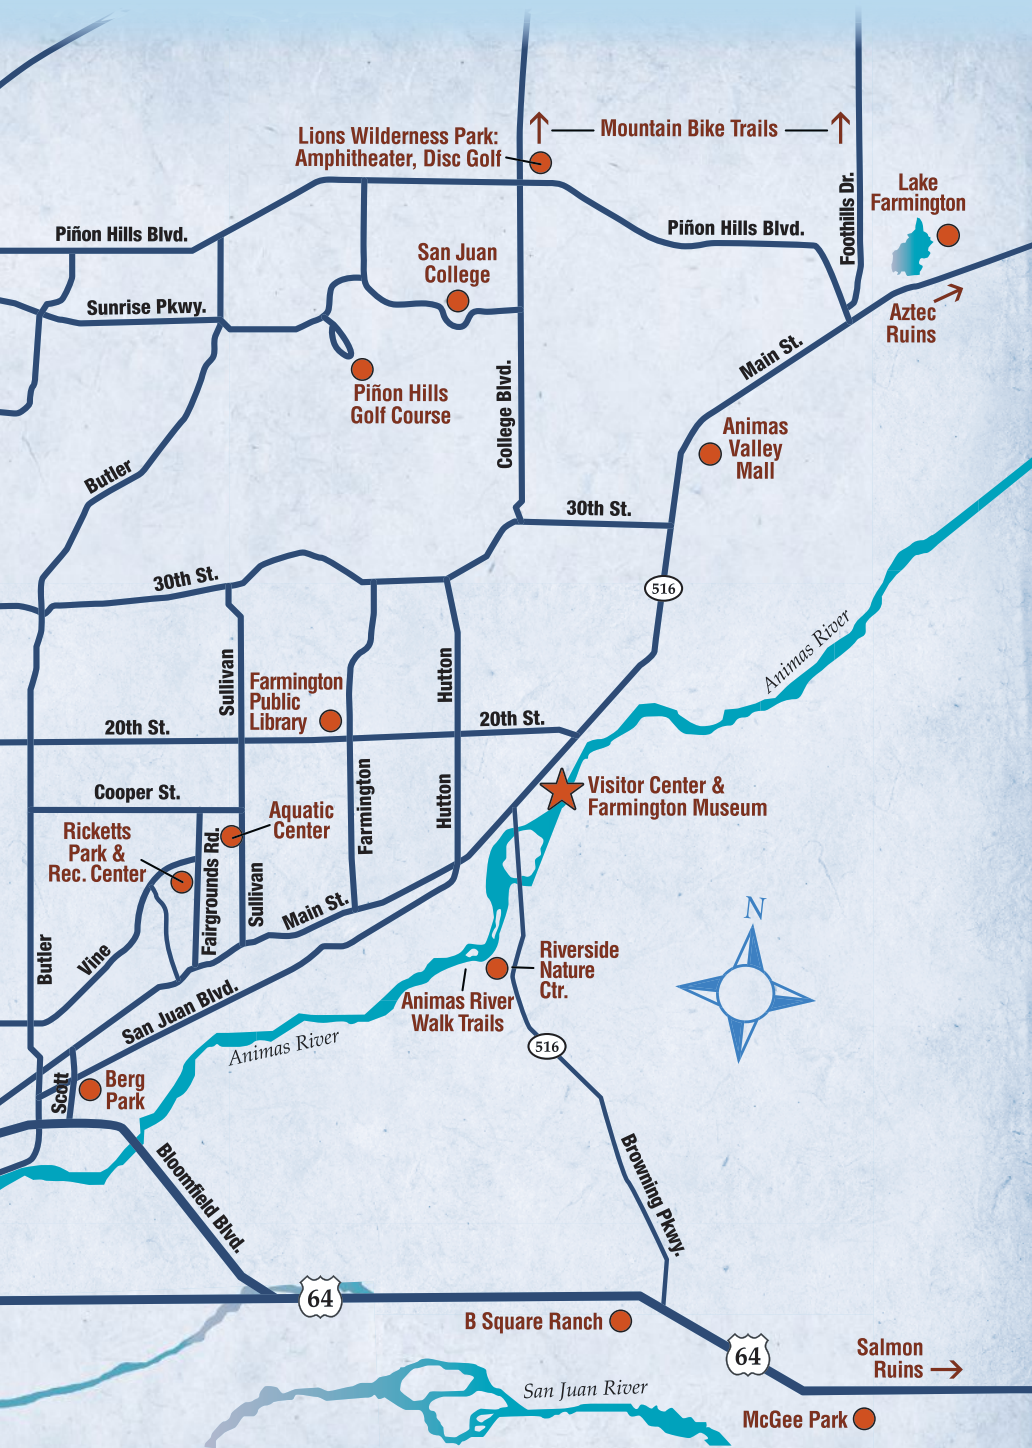 Lions Wilderness Park:
Amphitheater, Disc Golf
Mountain Bike Trails
Foothills Dr.
Lake
Farmington
Piñon Hills Blvd.
Piñon Hills Blvd.
San Juan
College
Sunrise Pkwy.
Aztec
Ruins
Main St.
Piñon Hills
Golf Course
College Blvd.
Animas
Valley
Mall
Butler
30th St.
30th St.
516
Animas River
Sullivan
Farmington
Public
Library
Hutton
20th St.
20th St.
Cooper St.
Farmington
Hutton
Visitor Center &
Farmington Museum
Aquatic
Center
Ricketts
Park &
Rec. Center
Fairgrounds Rd.
Sullivan
Main St.
N
Butler
Vine
Riverside
Nature
Ctr.
San Juan Blvd.
Animas River
Walk Trails
Animas River
516
Scott
Berg
Park
Bloomfield Blvd.
Browning Pkwy.
64
B Square Ranch
64
Salmon
Ruins
San Juan River
McGee Park